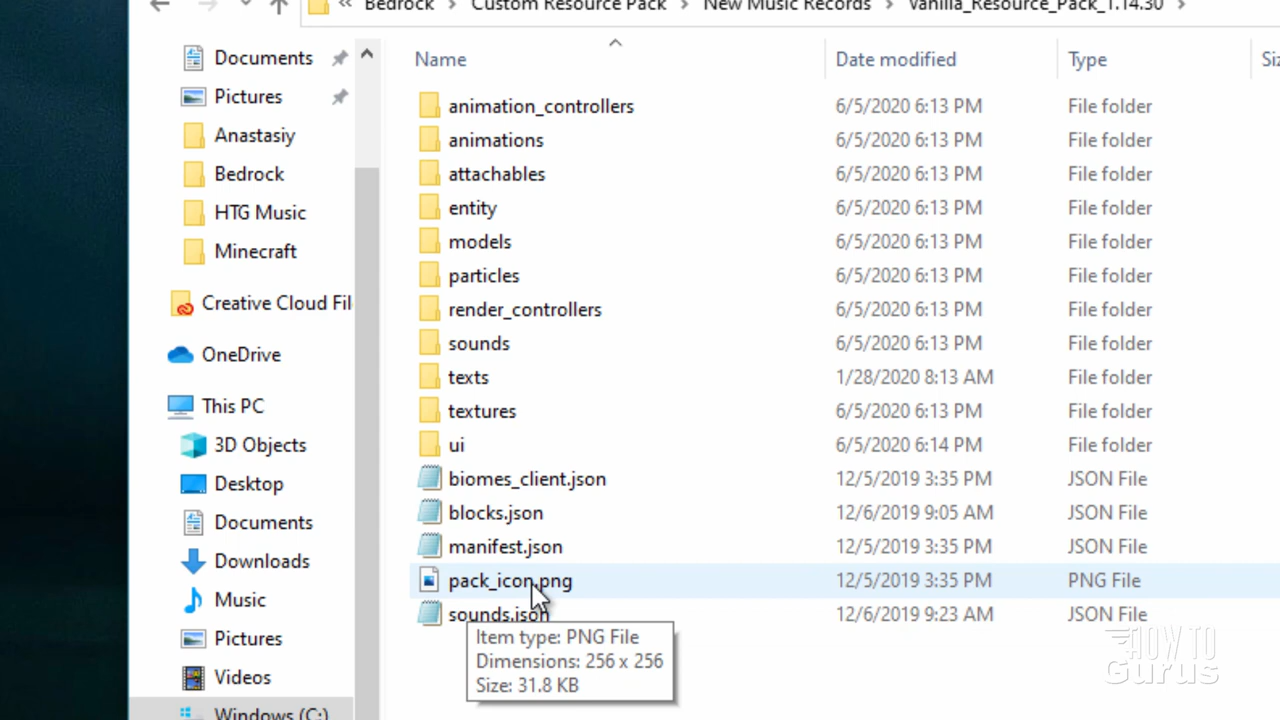 « Bedrock > Custom Resource Pack > New Music Records > Vanilla_Resource_Pack_1.14.30 >
Name Date modified Type
Documents
Pictures
Anastasiy
Bedrock
HTG Music
Minecraft
Creative Cloud Fil
OneDrive
This PC
3D Objects
Desktop
Documents
Downloads
Music
Pictures
Videos
Windows (C:)
animation_controllers 6/5/2020 6:13 PM File folder
animations 6/5/2020 6:13 PM File folder
attachables 6/5/2020 6:13 PM File folder
entity 6/5/2020 6:13 PM File folder
models 6/5/2020 6:13 PM File folder
particles 6/5/2020 6:13 PM File folder
render_controllers 6/5/2020 6:13 PM File folder
sounds 6/5/2020 6:13 PM File folder
texts 1/28/2020 8:13 AM File folder
textures 6/5/2020 6:13 PM File folder
ui 6/5/2020 6:14 PM File folder
biomes_client.json 12/5/2019 3:35 PM JSON File
blocks.json 12/6/2019 9:05 AM JSON File
manifest.json 12/5/2019 3:35 PM JSON File
pack_icon.png 12/5/2019 3:35 PM PNG File
sounds.json 12/6/2019 9:23 AM JSON File
Item type: PNG File
Dimensions: 256 x 256
Size: 31.8 KB
HOW TO
Gurus